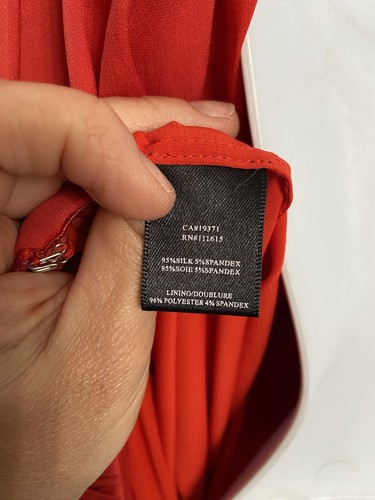 CA#19371
RN#111615
95%SILK 5%SPANDEX
95%SOIE 5%SPANDEX
LINING/DOUBLURE
96% POLYESTER 4% SPANDEX